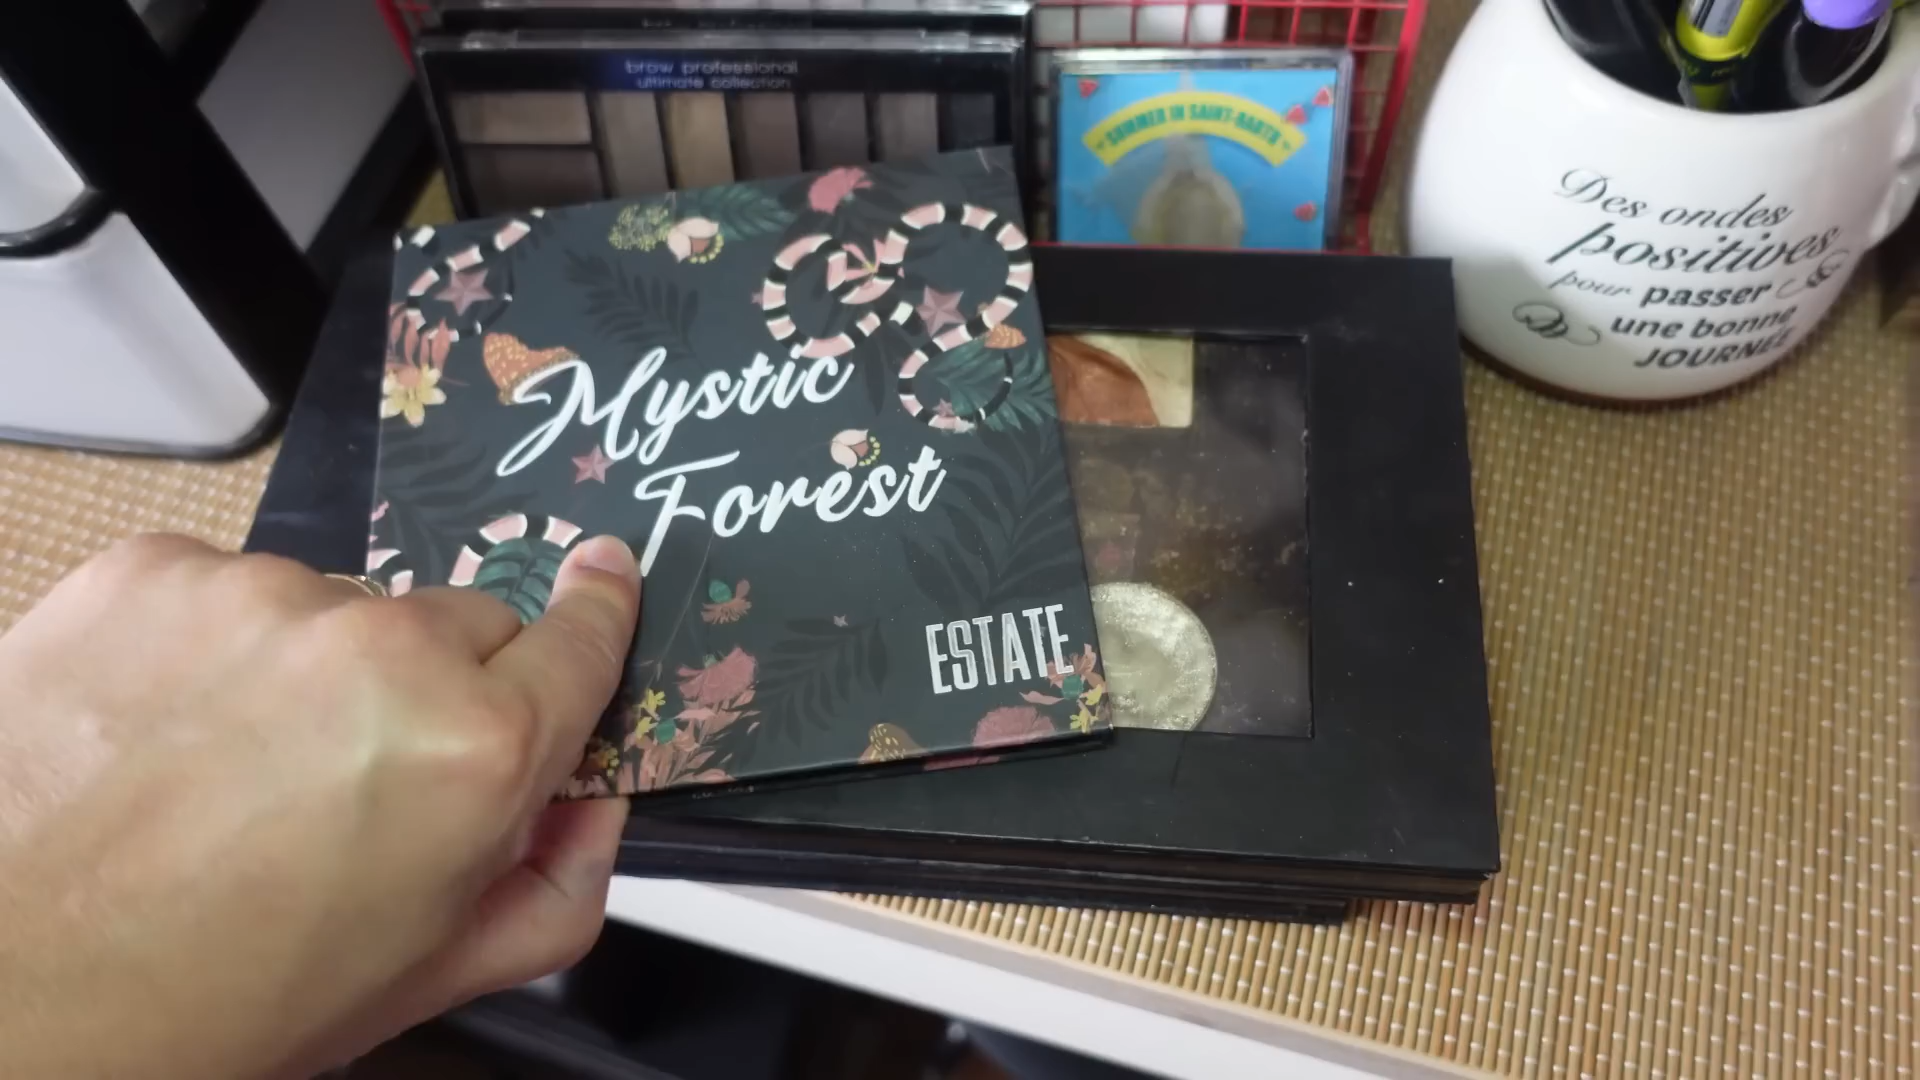 brow professional
ultimate collection
SUMMER IN SAINT-BARTH
Mystic
Forest
ESTATE
Des ondes
positives
pour passer
une bonne
JOURNÉE